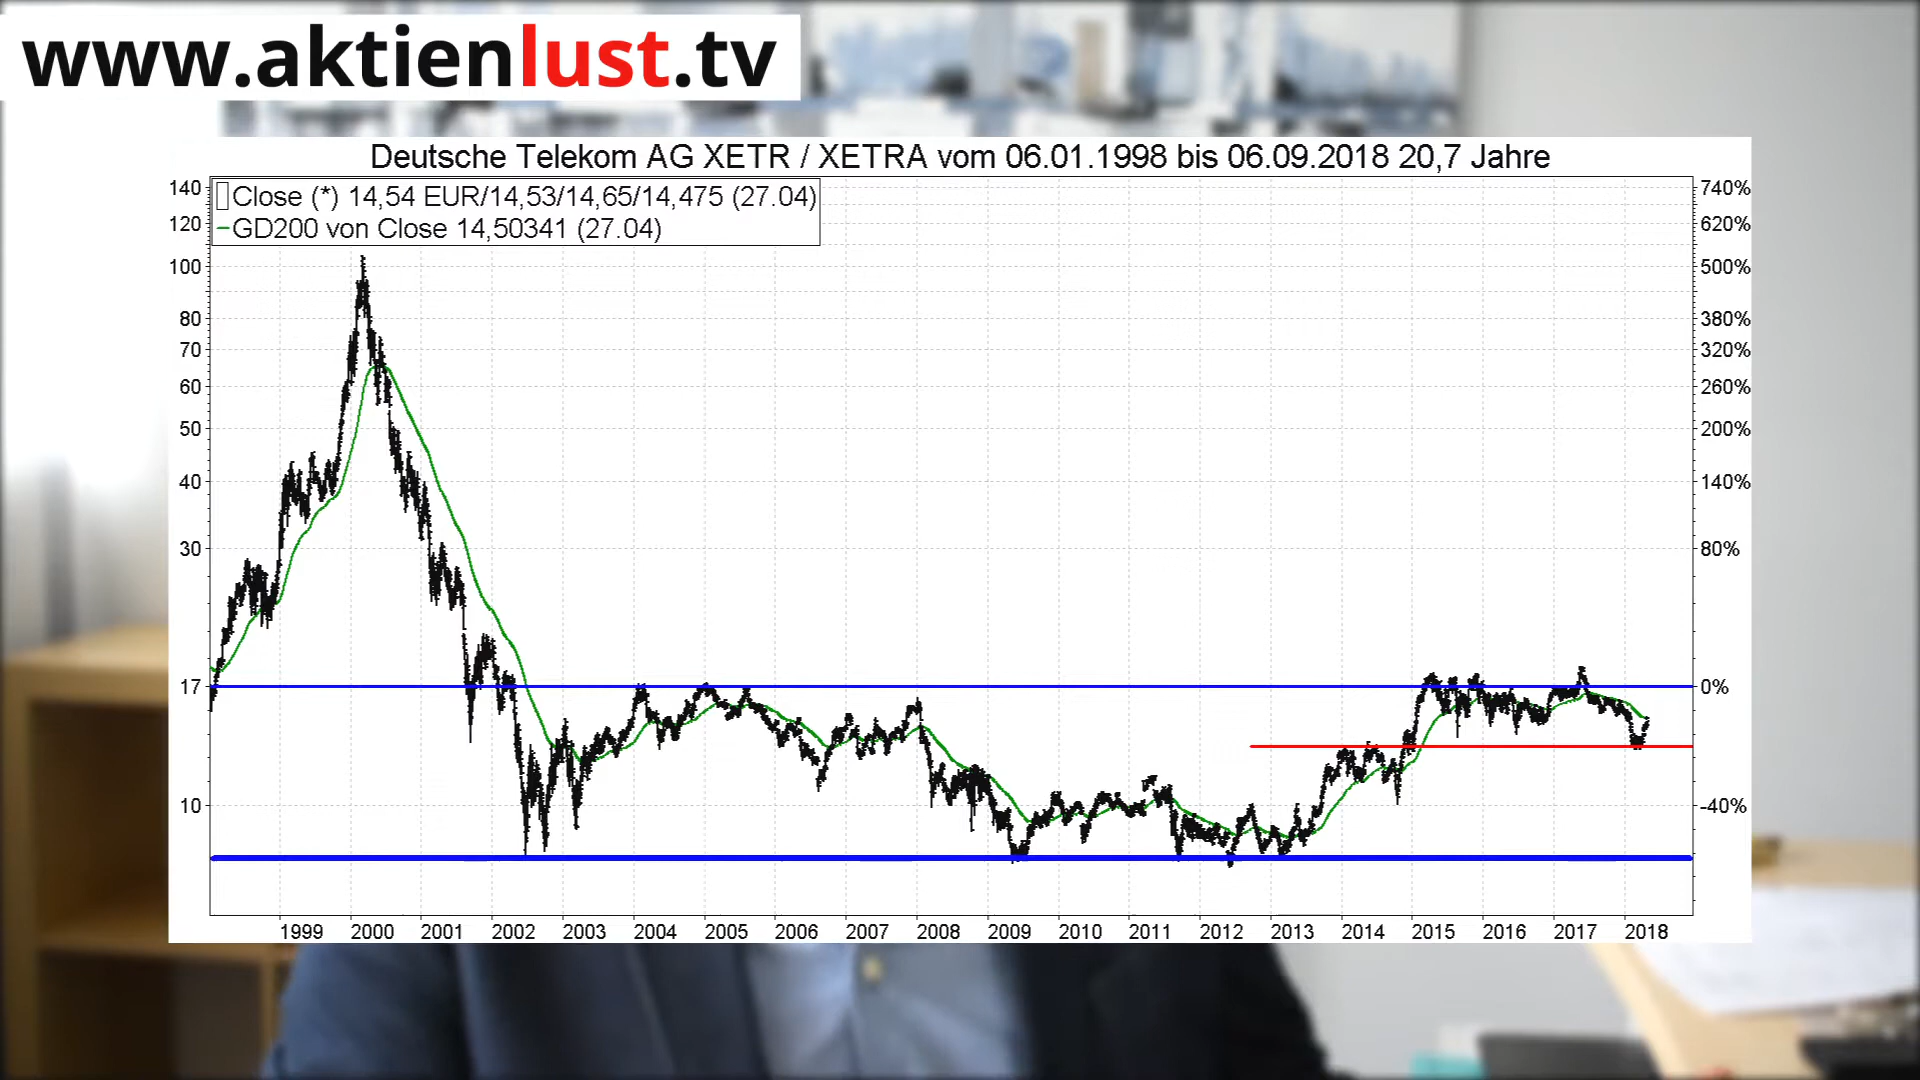 www.aktienlust.tv
Deutsche Telekom AG XETR / XETRA vom 06.01.1998 bis 06.09.2018 20,7 Jahre
Close (*) 14,54 EUR/14,53/14,65/14,475 (27.04)
GD200 von Close 14,50341 (27.04)
140 740%
120 620%
100 500%
80 380%
70 320%
60 260%
50 200%
40 140%
30 80%
17 0%
10 -40%
1999 2000 2001 2002 2003 2004 2005 2006 2007 2008 2009 2010 2011 2012 2013 2014 2015 2016 2017 2018